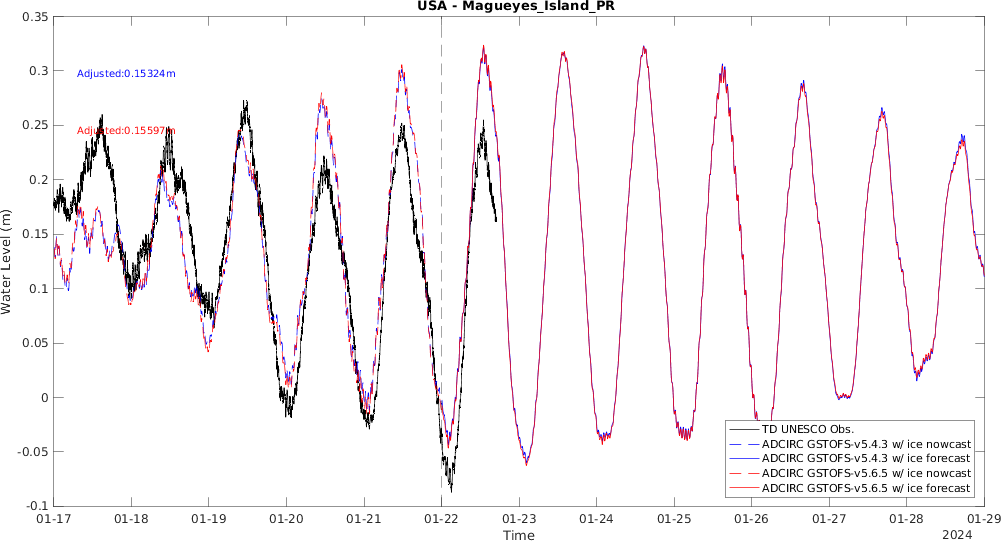 USA - Magueyes_Island_PR
0.35
0.3
0.25
0.2
0.15
0.1
0.05
0
-0.05
-0.1
Water Level (m)
Adjusted:0.15324m
Adjusted:0.15597m
TD UNESCO Obs.
ADCIRC GSTOFS-v5.4.3 w/ ice nowcast
ADCIRC GSTOFS-v5.4.3 w/ ice forecast
ADCIRC GSTOFS-v5.6.5 w/ ice nowcast
ADCIRC GSTOFS-v5.6.5 w/ ice forecast
01-17 01-18 01-19 01-20 01-21 01-22 01-23 01-24 01-25 01-26 01-27 01-28 01-29
Time
2024